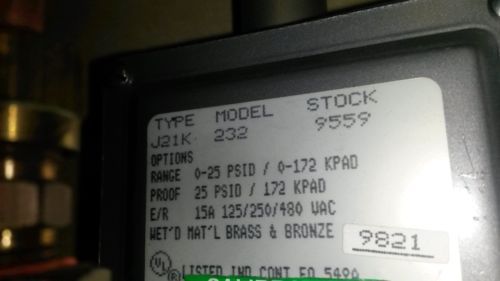 TYPE MODEL STOCK
J21K 232 9559
OPTIONS
RANGE 0-25 PSID / 0-172 KPAD
PROOF 25 PSID / 172 KPAD
E/R 15A 125/250/480 VAC
WET'D MAT'L BRASS & BRONZE 9821
UL ® LISTED IND CONT EQ 549A